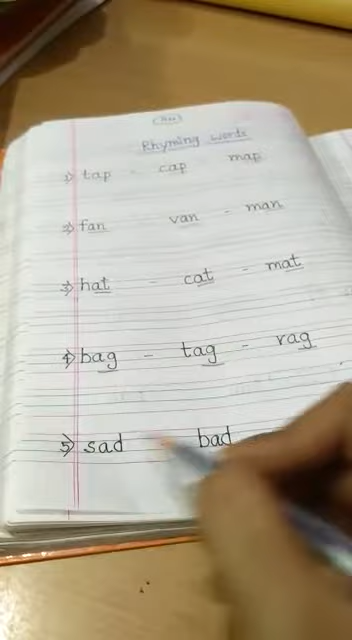 Rhyming words
1) tap - cap map
2) fan van - man
3) hat - cat - mat
4) bag - tag - rag
5) sad bad